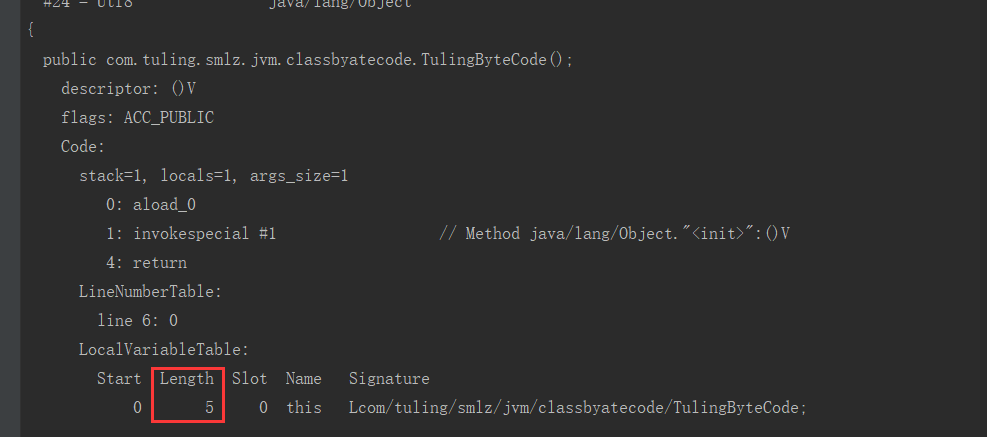 #24 = Utf8               java/lang/Object
{
  public com.tuling.smlz.jvm.classbyatecode.TulingByteCode();
    descriptor: ()V
    flags: ACC_PUBLIC
    Code:
      stack=1, locals=1, args_size=1
         0: aload_0
         1: invokespecial #1                  // Method java/lang/Object."<init>":()V
         4: return
      LineNumberTable:
        line 6: 0
      LocalVariableTable:
        Start  Length  Slot  Name   Signature
            0       5     0  this   Lcom/tuling/smlz/jvm/classbyatecode/TulingByteCode;